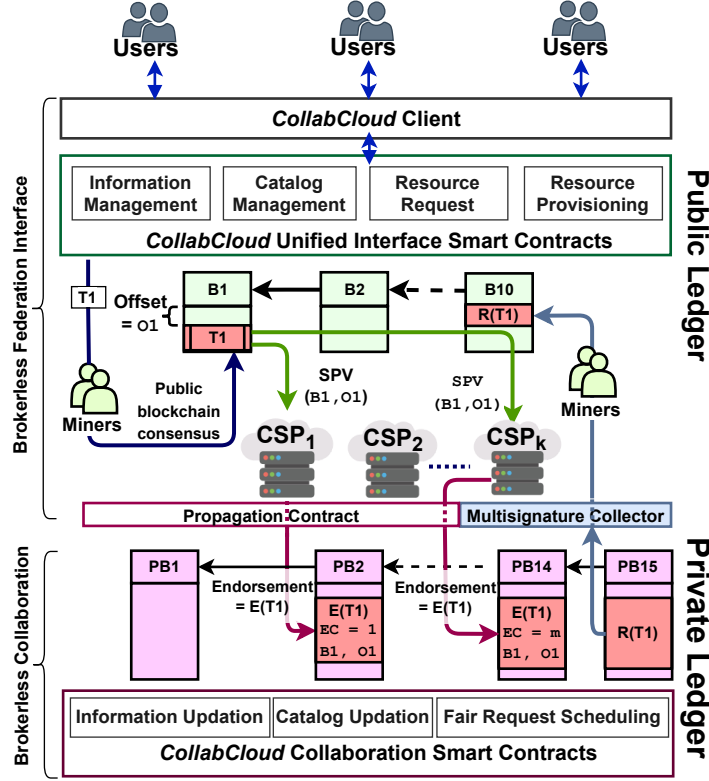 Users
Users
Users
CollabCloud Client
Information
Management
Catalog
Management
Resource
Request
Resource
Provisioning
CollabCloud Unified Interface Smart Contracts
Brokerless Federation Interface
Public Ledger
T1
Offset
= O1
B1
B2
B10
R(T1)
T1
SPV
(B1,O1)
SPV
(B1,O1)
Miners
Public
blockchain
consensus
Miners
CSP1
CSP2
CSPk
Propagation Contract
Multisignature Collector
Brokerless Collaboration
Private Ledger
PB1
PB2
PB14
PB15
Endorsement
= E(T1)
Endorsement
= E(T1)
E(T1)
EC = 1
B1, O1
E(T1)
EC = m
B1, O1
R(T1)
Information Updation
Catalog Updation
Fair Request Scheduling
CollabCloud Collaboration Smart Contracts